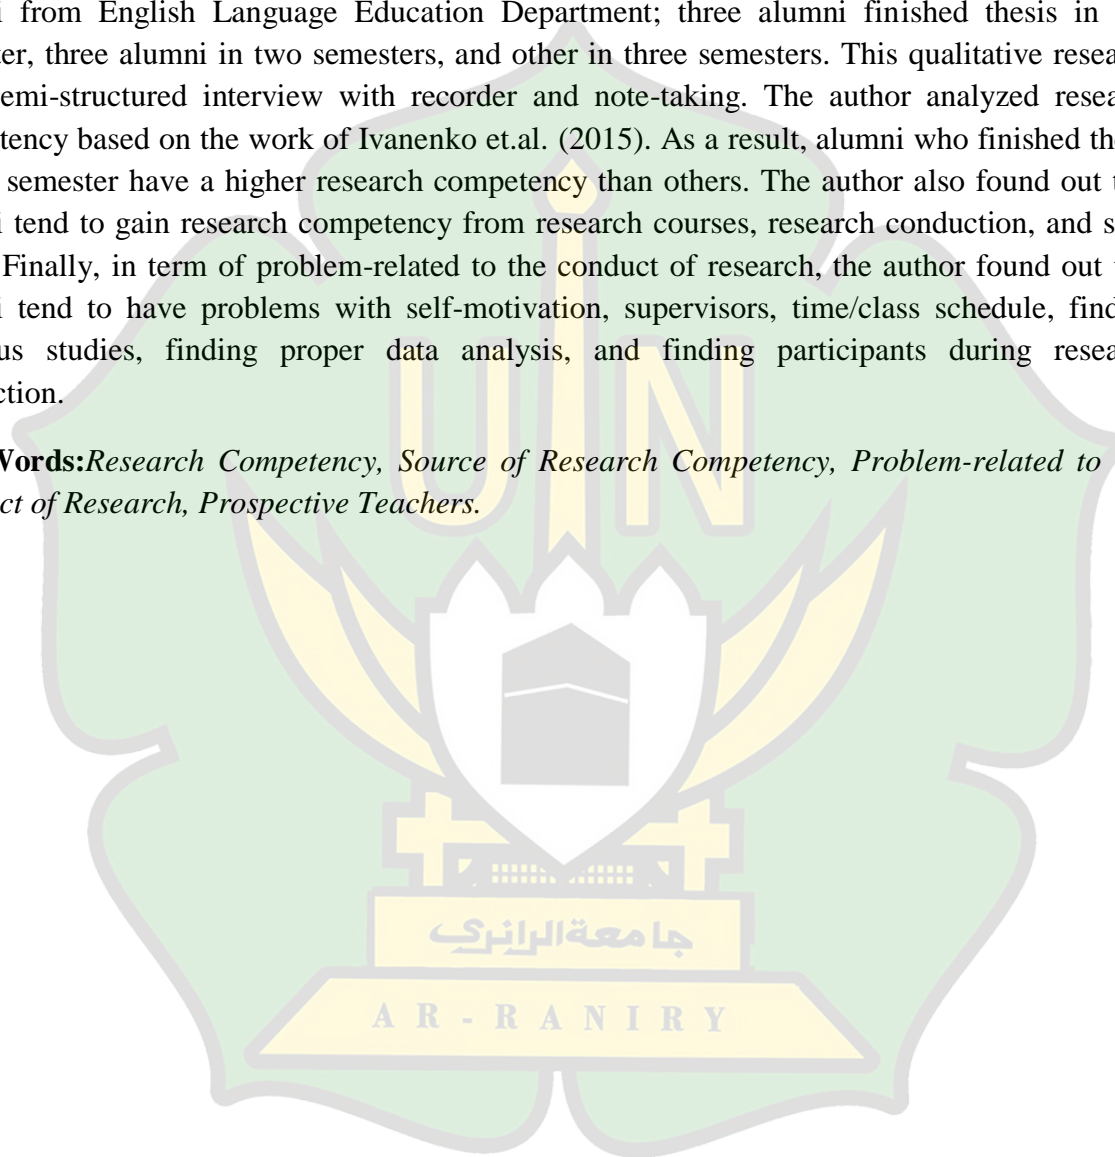 i from English Language Education Department; three alumni finished thesis in
ter, three alumni in two semesters, and other in three semesters. This qualitative resea
emi-structured interview with recorder and note-taking. The author analyzed resea
tency based on the work of Ivanenko et.al. (2015). As a result, alumni who finished the
semester have a higher research competency than others. The author also found out t
i tend to gain research competency from research courses, research conduction, and s
Finally, in term of problem-related to the conduct of research, the author found out t
i tend to have problems with self-motivation, supervisors, time/class schedule, find
us studies, finding proper data analysis, and finding participants during resea
ction.
Words:Research Competency, Source of Research Competency, Problem-related to
ct of Research, Prospective Teachers.
UIN
جامعةالرانري
AR-RANIRY